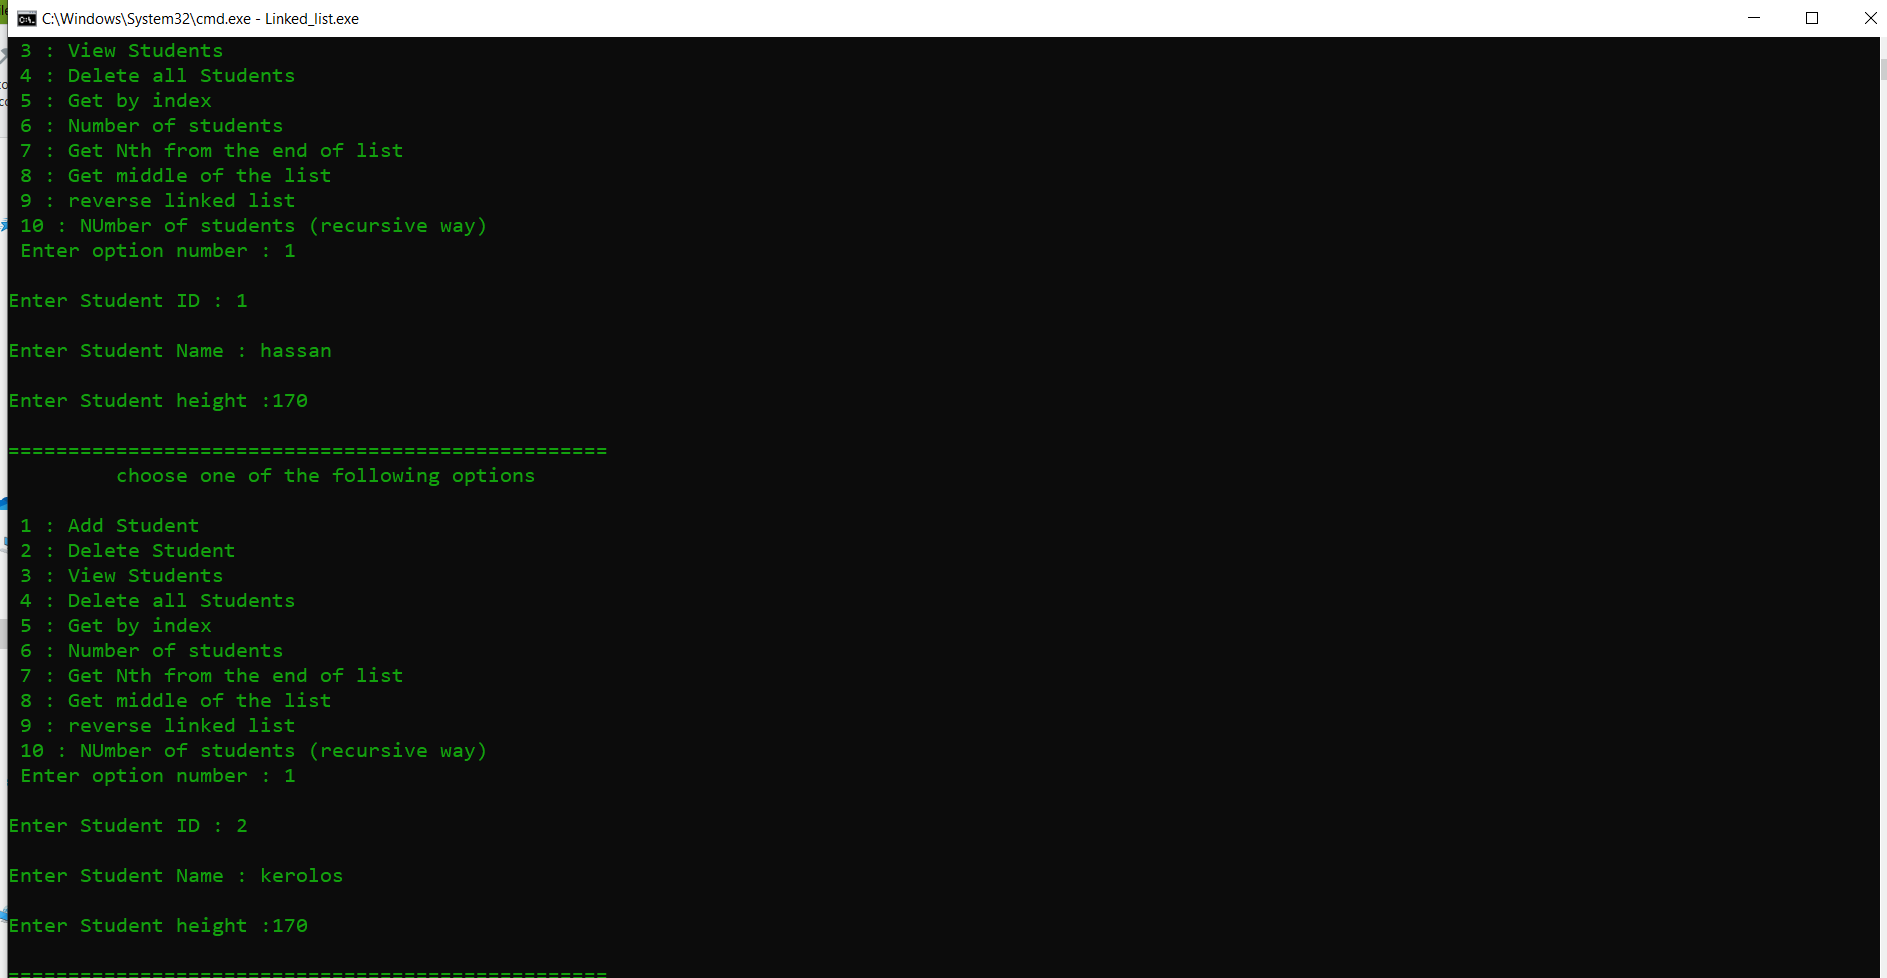 C:\Windows\System32\cmd.exe - Linked_list.exe
3 : View Students
4 : Delete all Students
5 : Get by index
6 : Number of students
7 : Get Nth from the end of list
8 : Get middle of the list
9 : reverse linked list
10 : NUmber of students (recursive way)
Enter option number : 1
Enter Student ID : 1
Enter Student Name : hassan
Enter Student height :170
==================================================
choose one of the following options
1 : Add Student
2 : Delete Student
3 : View Students
4 : Delete all Students
5 : Get by index
6 : Number of students
7 : Get Nth from the end of list
8 : Get middle of the list
9 : reverse linked list
10 : NUmber of students (recursive way)
Enter option number : 1
Enter Student ID : 2
Enter Student Name : kerolos
Enter Student height :170
==================================================